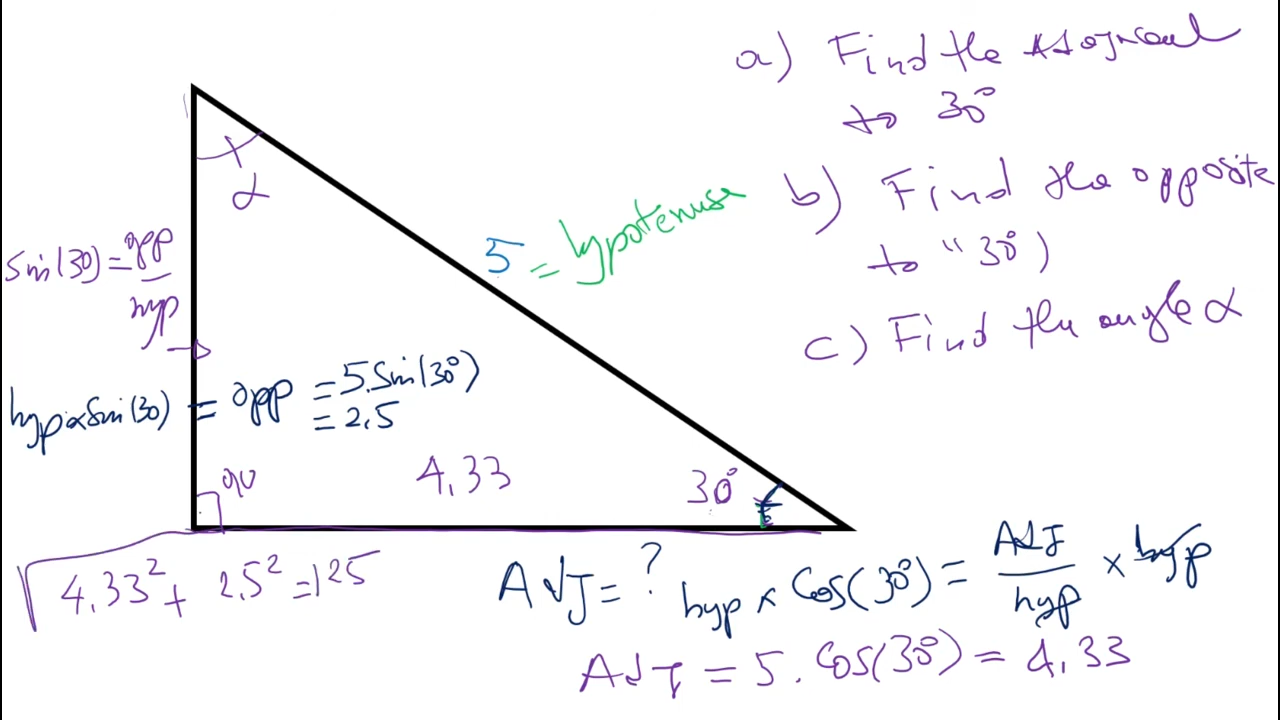 a) Find the Adjacent
to 30°
b) Find the opposite
to "30°)
c) Find the angle α
α
5 = hypotenuse
Sin(30) = opp
hyp
hyp x Sin(30) = opp = 5.Sin(30°)
= 2,5
90
4,33
30°
√4,33² + 2,5² = √25
ADJ = ?
hyp x Cos(30°) = ADJ/hyp x hyp
ADJ = 5. Cos(30°) = 4,33